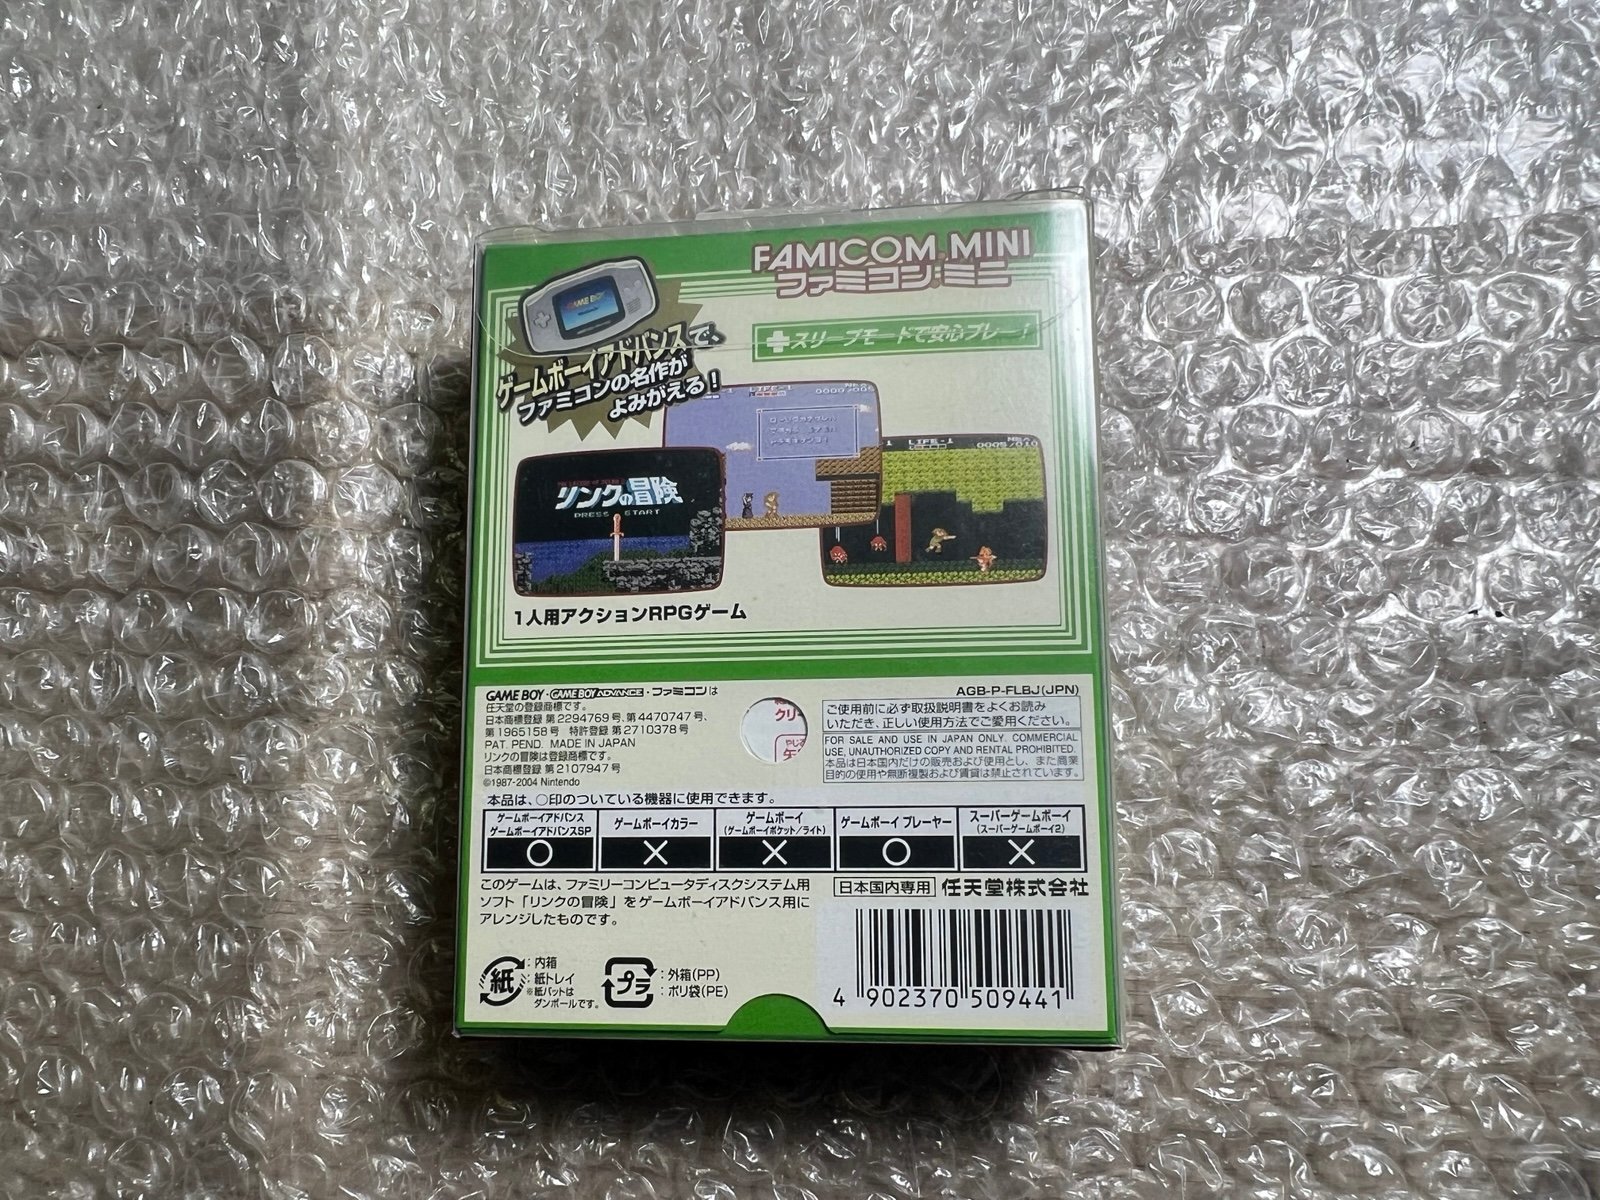 FAMICOM MINI
ファミコン ミニ
GAME BOY
ゲームボーイアドバンスで、
ファミコンの名作が
よみがえる!
スリープモードで安心プレー!
LIFE-1
リンクの冒険
PRESS START
LIFE-1
1人用アクションRPGゲーム
GAME BOY・GAME BOY ADVANCE・ファミコンは
任天堂の登録商標です。
日本商標登録 第2294769号、第4470747号、
第1965158号 特許登録 第2710378号
PAT. PEND. MADE IN JAPAN
リンクの冒険は登録商標です。
日本商標登録 第2107947号
©1987-2004 Nintendo
クリ
AGB-P-FLBJ(JPN)
ご使用前に必ず取扱説明書をよくお読み
いただき、正しい使用方法でご愛用ください。
FOR SALE AND USE IN JAPAN ONLY. COMMERCIAL
USE, UNAUTHORIZED COPY AND RENTAL PROHIBITED.
本品は日本国内だけの販売および使用とし、また商業
目的の使用や無断複製および賃貸は禁止されています。
本品は、○印のついている機器に使用できます。
ゲームボーイアドバンス
ゲームボーイアドバンスSP
○
ゲームボーイカラー
×
ゲームボーイ
(ゲームボーイポケット/ライト)
×
ゲームボーイ プレーヤー
○
スーパーゲームボーイ
(スーパーゲームボーイ2)
×
このゲームは、ファミリーコンピュータディスクシステム用
ソフト「リンクの冒険」をゲームボーイアドバンス用に
アレンジしたものです。
日本国内専用 任天堂株式会社
紙
:内箱
:紙トレイ
※紙パットは
ダンボールです。
プラ
:外箱(PP)
:ポリ袋(PE)
4 902370 509441